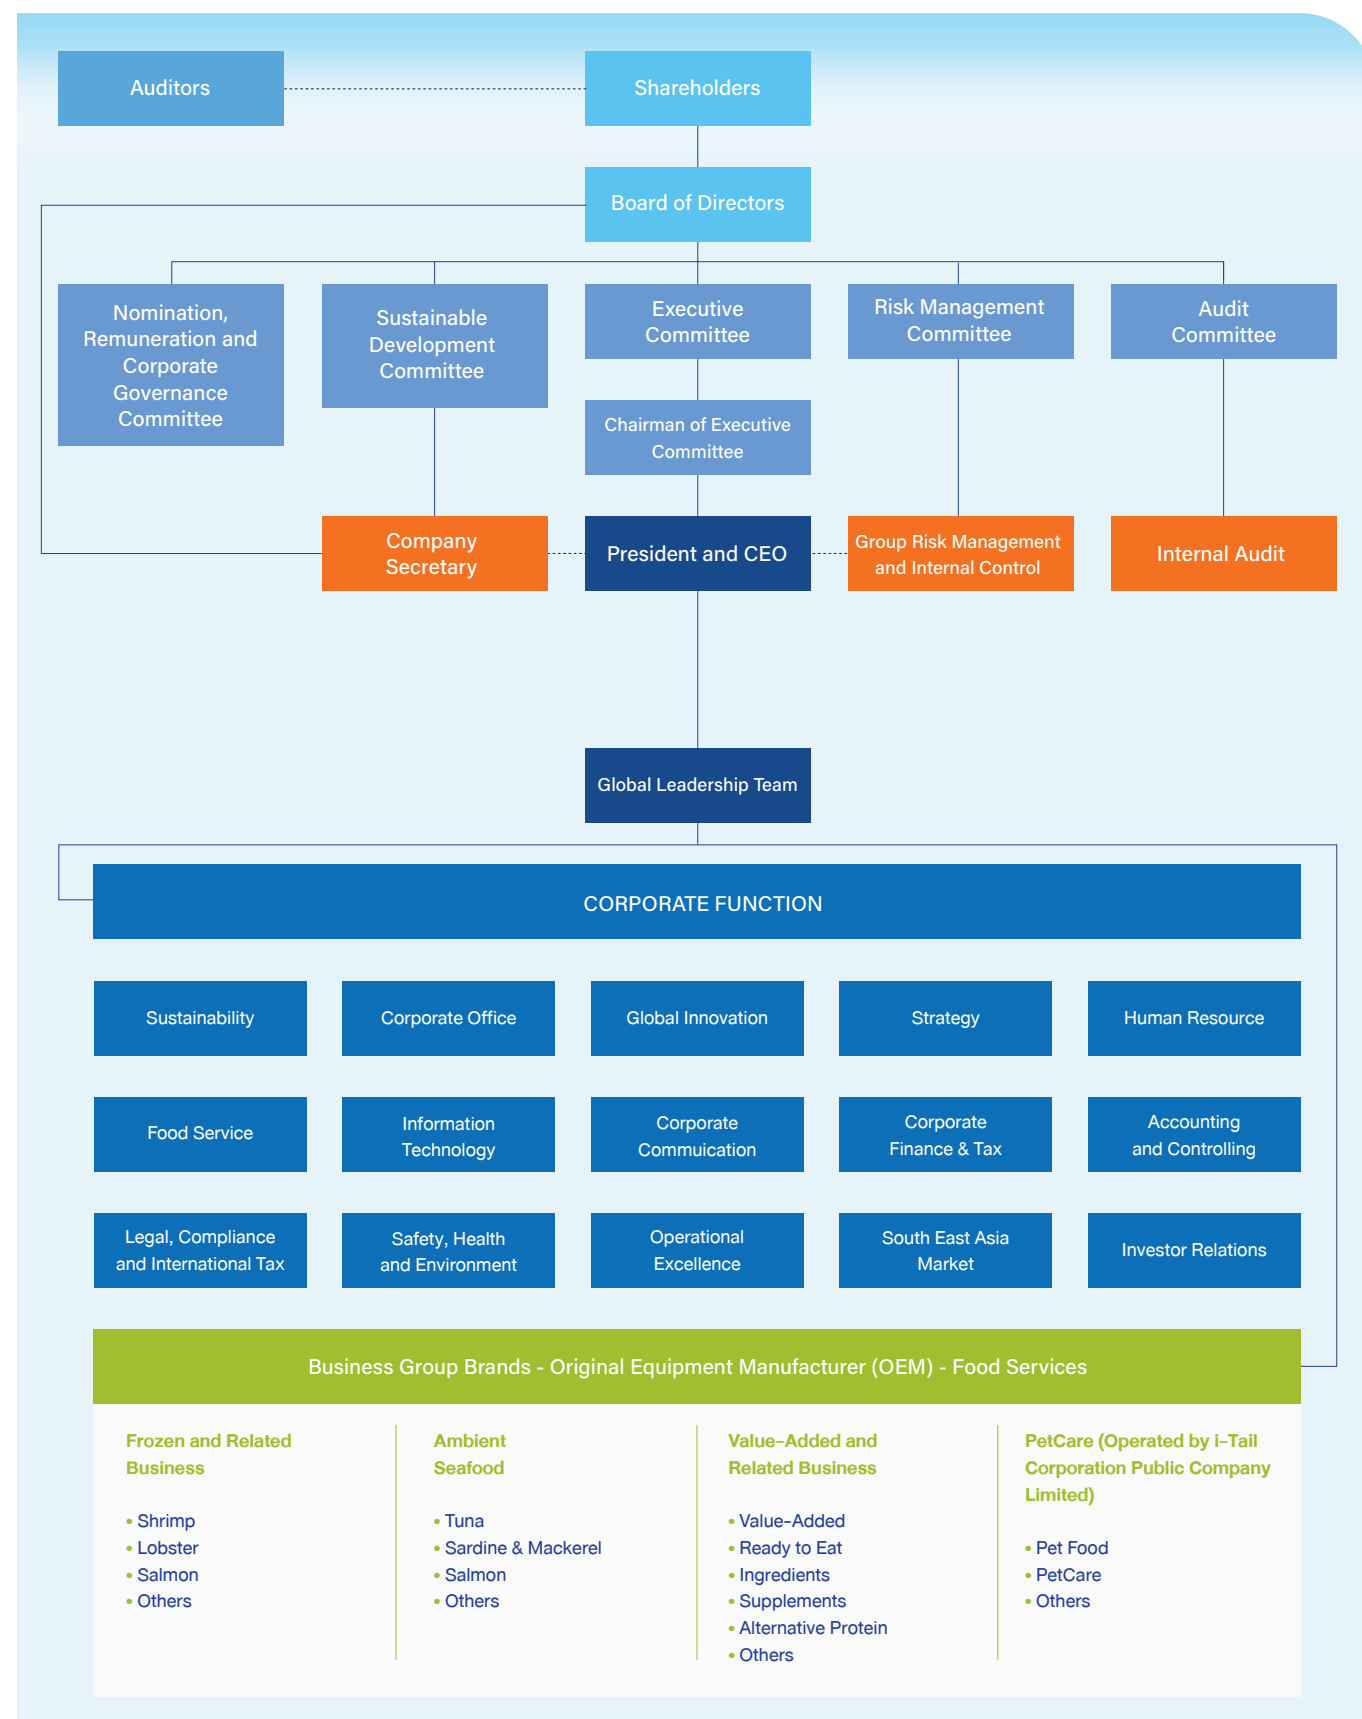 Auditors
Shareholders
Board of Directors
Nomination,
Remuneration and
Corporate
Governance
Committee
Sustainable
Development
Committee
Executive
Committee
Risk Management
Committee
Audit
Committee
Chairman of Executive
Committee
Company
Secretary
President and CEO
Group Risk Management
and Internal Control
Internal Audit
Global Leadership Team
CORPORATE FUNCTION
Sustainability
Corporate Office
Global Innovation
Strategy
Human Resource
Food Service
Information
Technology
Corporate
Commuication
Corporate
Finance & Tax
Accounting
and Controlling
Legal, Compliance
and International Tax
Safety, Health
and Environment
Operational
Excellence
South East Asia
Market
Investor Relations
Business Group Brands - Original Equipment Manufacturer (OEM) - Food Services
Frozen and Related
Business
• Shrimp
• Lobster
• Salmon
• Others
Ambient
Seafood
• Tuna
• Sardine & Mackerel
• Salmon
• Others
Value-Added and
Related Business
• Value-Added
• Ready to Eat
• Ingredients
• Supplements
• Alternative Protein
• Others
PetCare (Operated by i-Tail
Corporation Public Company
Limited)
• Pet Food
• PetCare
• Others